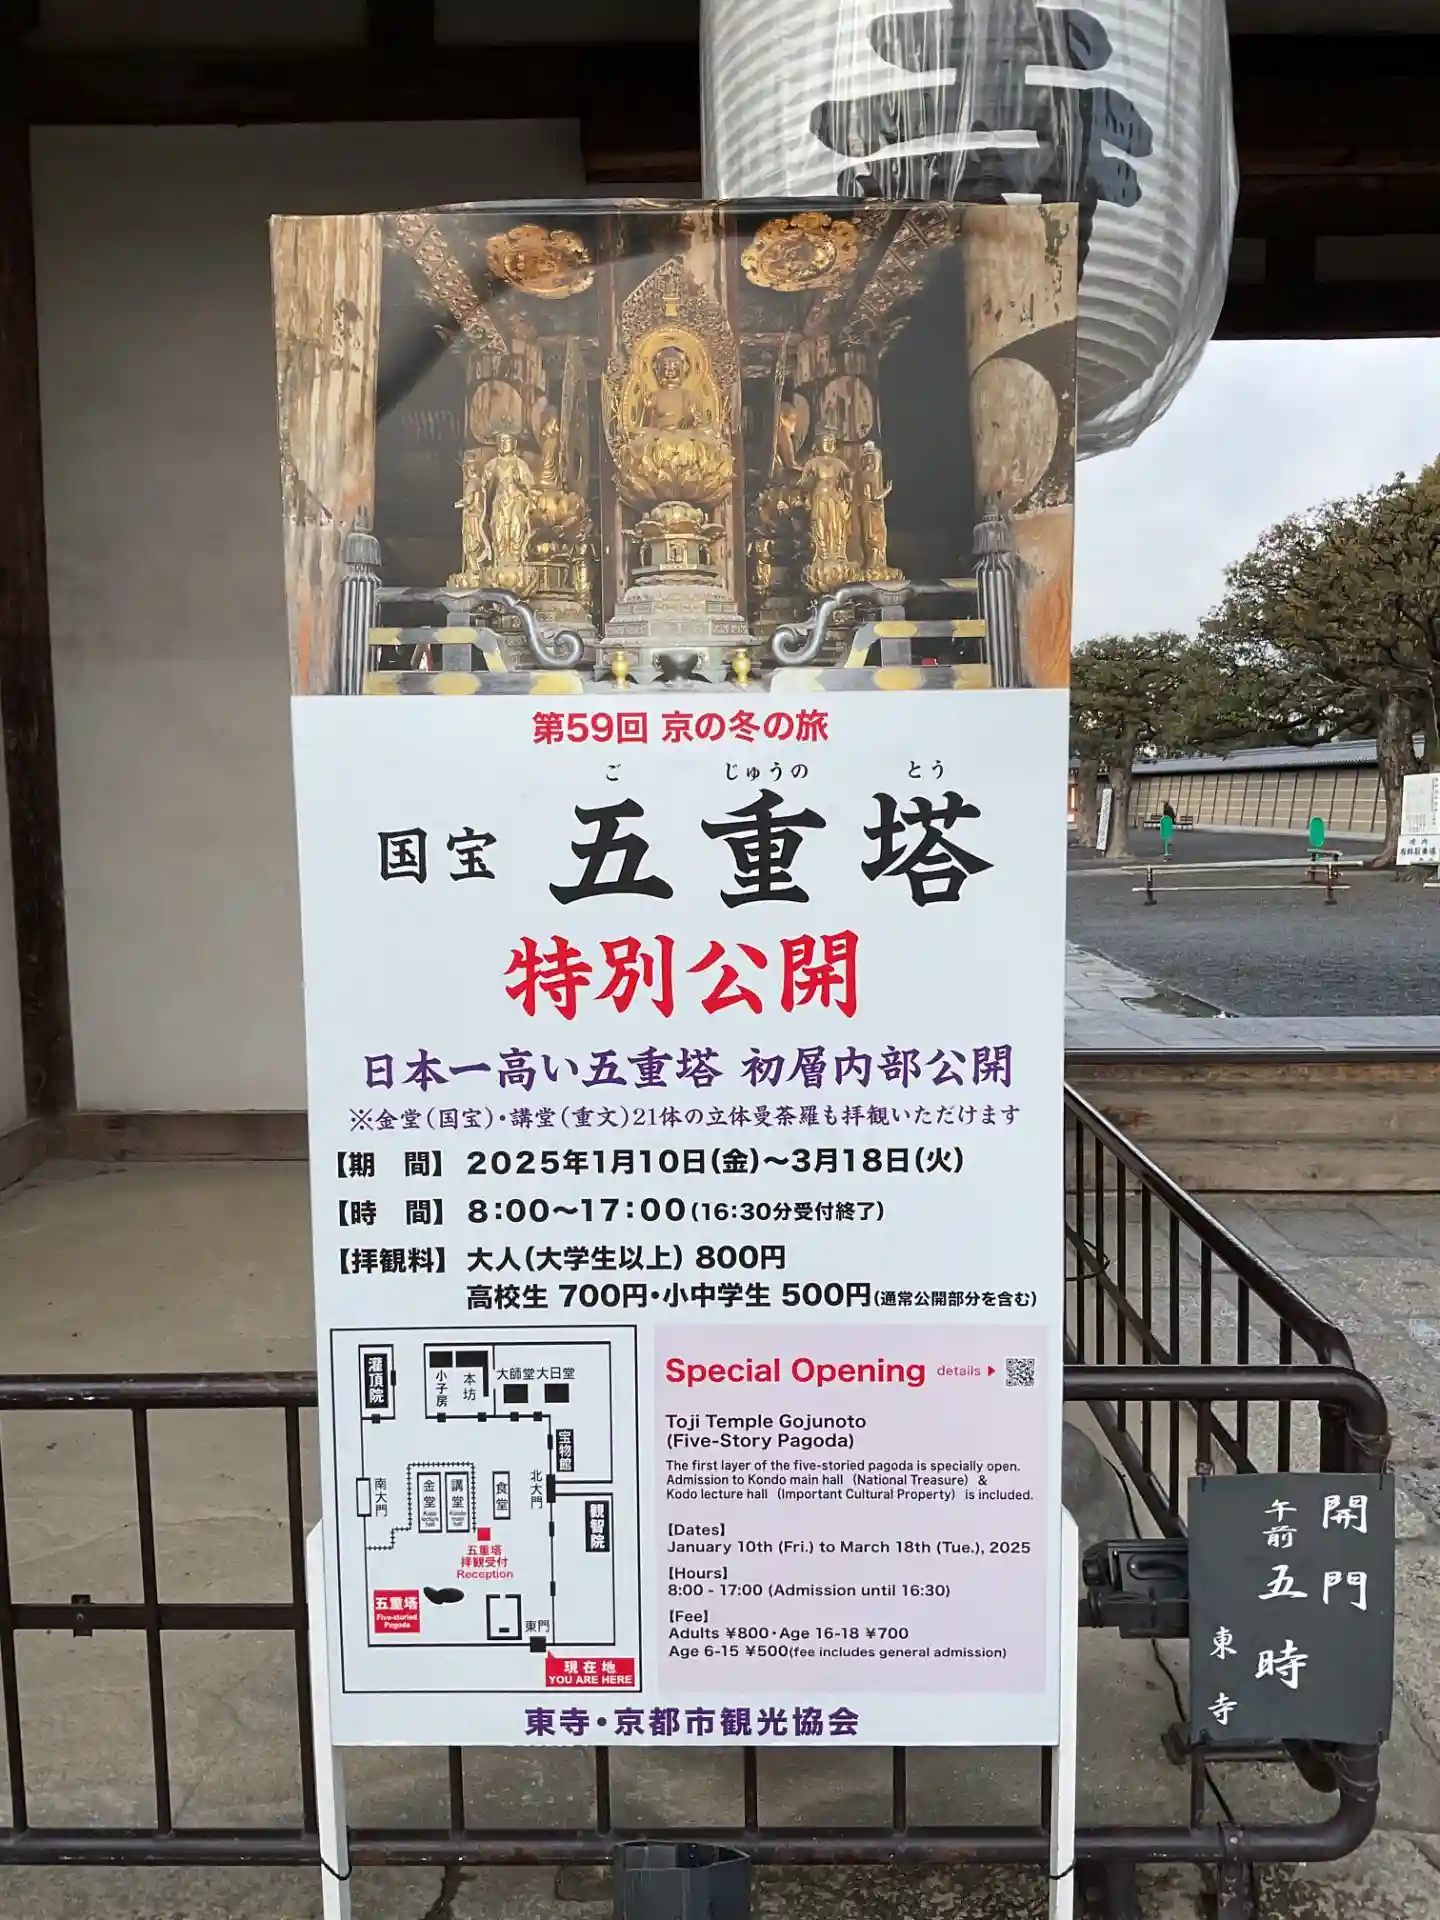 第59回 京の冬の旅
ご じゅうの とう
国宝 五重塔
特別公開
日本一高い五重塔 初層内部公開
※金堂(国宝)・講堂(重文)21体の立体曼荼羅も拝観いただけます
【期 間】 2025年1月10日(金)〜3月18日(火)
【時 間】 8:00〜17:00(16:30分受付終了)
【拝観料】 大人(大学生以上) 800円
高校生 700円・小中学生 500円(通常公開部分を含む)
灌頂院
小子房
本坊
大師堂 大日堂
宝物館
南大門
金堂
講堂
食堂
北大門
観智院
五重塔
拝観受付
Reception
五重塔
Five-storied
Pagoda
東門
現在地
YOU ARE HERE
Special Opening details ▶
Toji Temple Gojunoto
(Five-Story Pagoda)
The first layer of the five-storied pagoda is specially open.
Admission to Kondo main hall (National Treasure) &
Kodo lecture hall (Important Cultural Property) is included.
【Dates】
January 10th (Fri.) to March 18th (Tue.), 2025
【Hours】
8:00 - 17:00 (Admission until 16:30)
【Fee】
Adults ¥800・Age 16-18 ¥700
Age 6-15 ¥500(fee includes general admission)
東寺・京都市観光協会
開門
午前五時
東寺